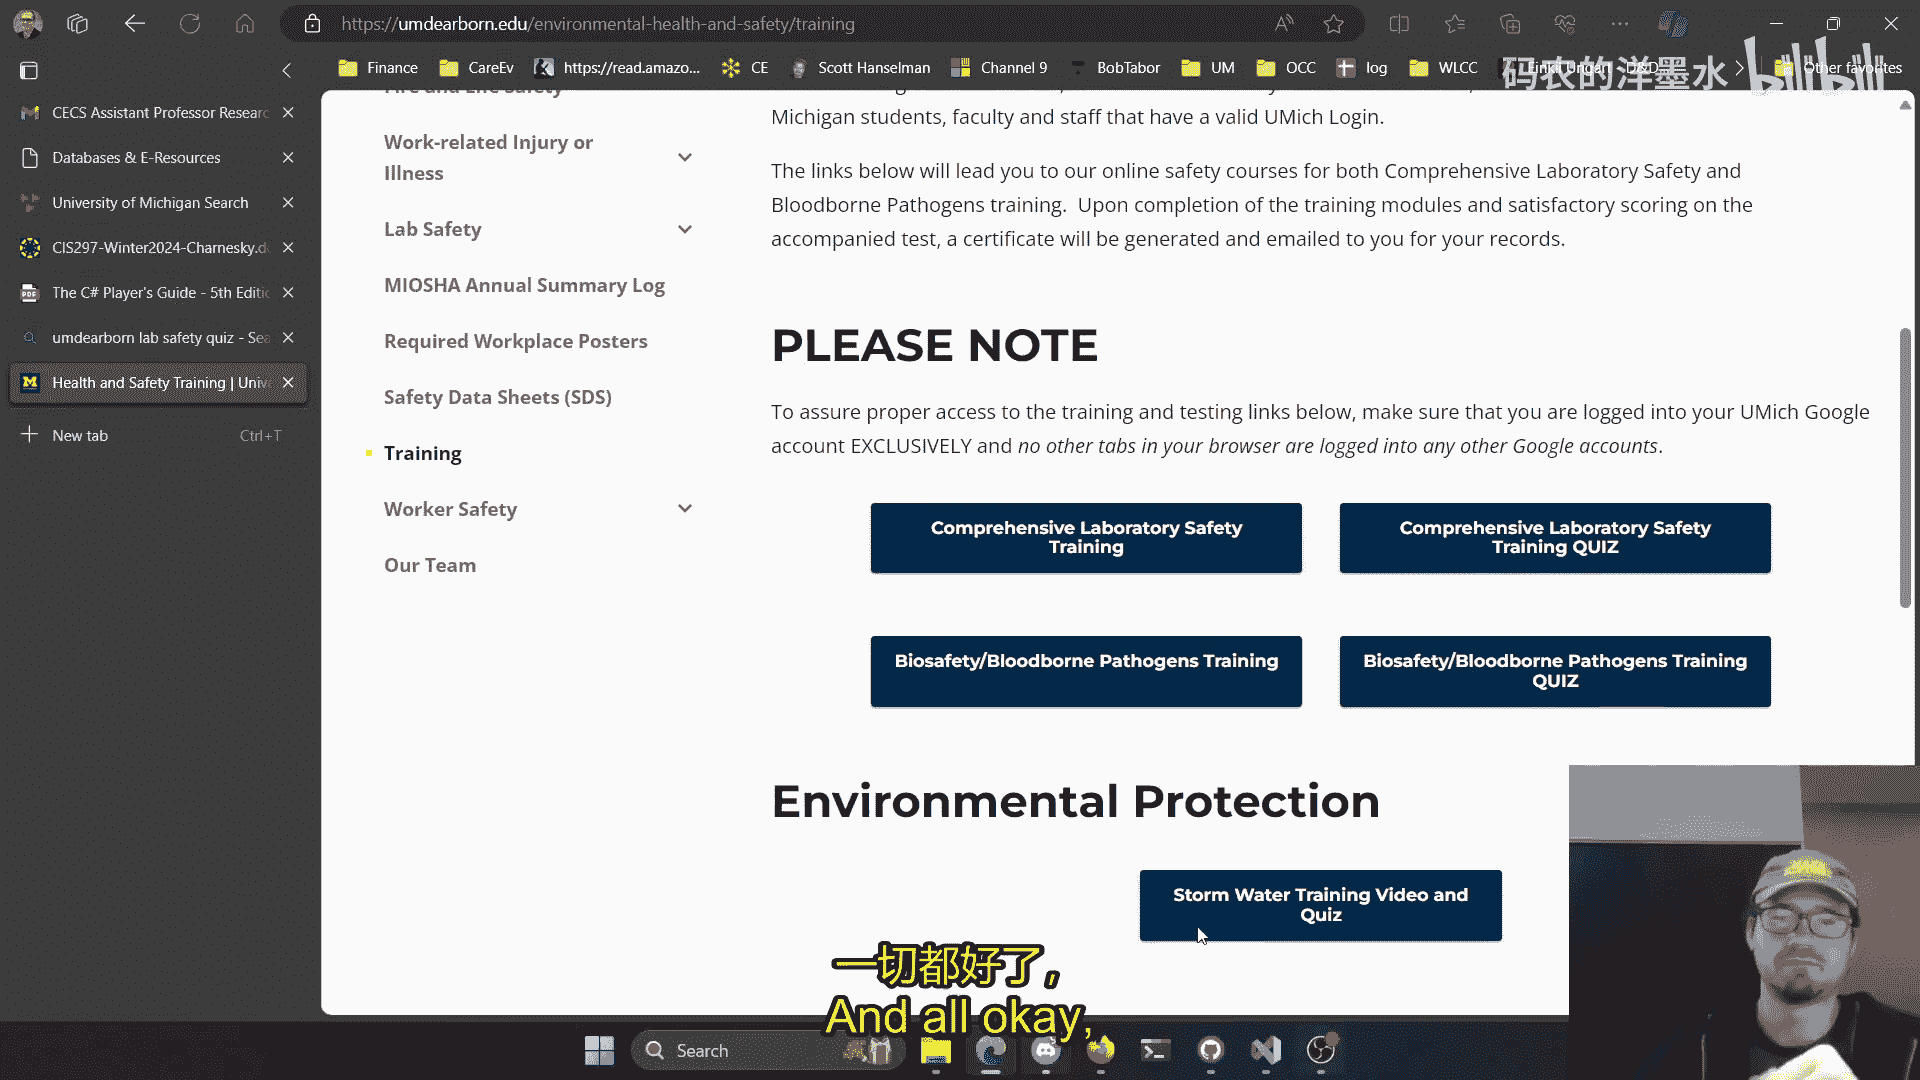 https://umdearborn.edu/environmental-health-and-safety/training
Finance
CareEv
https://read.amazo...
CE
Scott Hanselman
Channel 9
BobTabor
UM
OCC
log
WLCC
Other favorites
码农的洋墨水
bilibili
CECS Assistant Professor Researc
Databases & E-Resources
University of Michigan Search
CIS297-Winter2024-Charnesky.d
The C# Player's Guide - 5th Editi
umdearborn lab safety quiz - Sea
Health and Safety Training | Unive
New tab
Ctrl+T
Fire and Life Safety
Work-related Injury or
Illness
Lab Safety
MIOSHA Annual Summary Log
Required Workplace Posters
Safety Data Sheets (SDS)
Training
Worker Safety
Our Team
Michigan students, faculty and staff that have a valid UMich Login.
The links below will lead you to our online safety courses for both Comprehensive Laboratory Safety and
Bloodborne Pathogens training.  Upon completion of the training modules and satisfactory scoring on the
accompanied test, a certificate will be generated and emailed to you for your records.
PLEASE NOTE
To assure proper access to the training and testing links below, make sure that you are logged into your UMich Google
account EXCLUSIVELY and no other tabs in your browser are logged into any other Google accounts.
Comprehensive Laboratory Safety
Training
Comprehensive Laboratory Safety
Training QUIZ
Biosafety/Bloodborne Pathogens Training
Biosafety/Bloodborne Pathogens Training
QUIZ
Environmental Protection
Storm Water Training Video and
Quiz
一切都好了,
And all okay,
Search